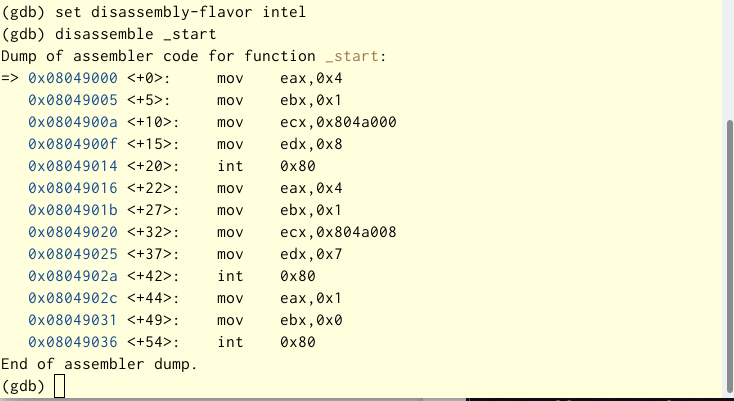 (gdb) set disassembly-flavor intel
(gdb) disassemble _start
Dump of assembler code for function _start:
=> 0x08049000 <+0>:     mov    eax,0x4
   0x08049005 <+5>:     mov    ebx,0x1
   0x0804900a <+10>:    mov    ecx,0x804a000
   0x0804900f <+15>:    mov    edx,0x8
   0x08049014 <+20>:    int    0x80
   0x08049016 <+22>:    mov    eax,0x4
   0x0804901b <+27>:    mov    ebx,0x1
   0x08049020 <+32>:    mov    ecx,0x804a008
   0x08049025 <+37>:    mov    edx,0x7
   0x0804902a <+42>:    int    0x80
   0x0804902c <+44>:    mov    eax,0x1
   0x08049031 <+49>:    mov    ebx,0x0
   0x08049036 <+54>:    int    0x80
End of assembler dump.
(gdb)